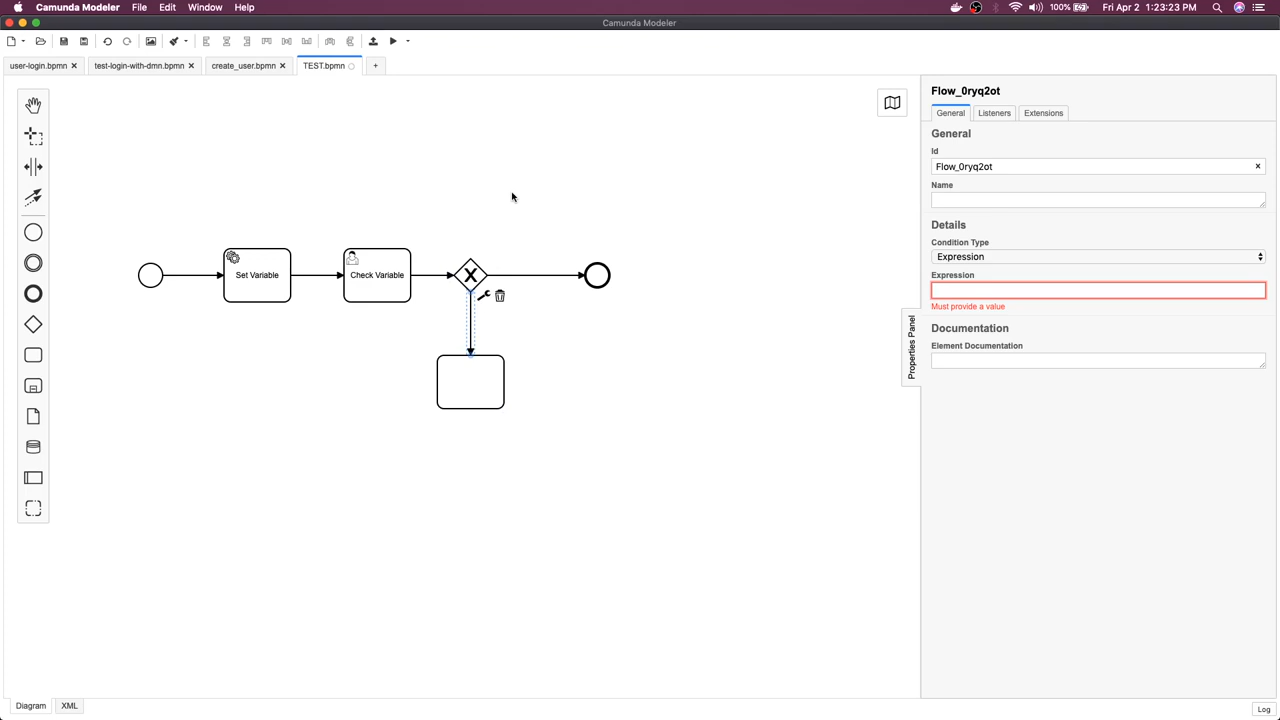 Camunda Modeler File Edit Window Help 100% Fri Apr 2 1:23:23 PM
Camunda Modeler
user-login.bpmn test-login-with-dmn.bpmn create_user.bpmn TEST.bpmn +
Flow_0ryq2ot
General Listeners Extensions
General
Id
Flow_0ryq2ot
Name
Details
Condition Type
Expression
Expression
Must provide a value
Documentation
Element Documentation
Properties Panel
Set Variable
Check Variable
Diagram XML
Log